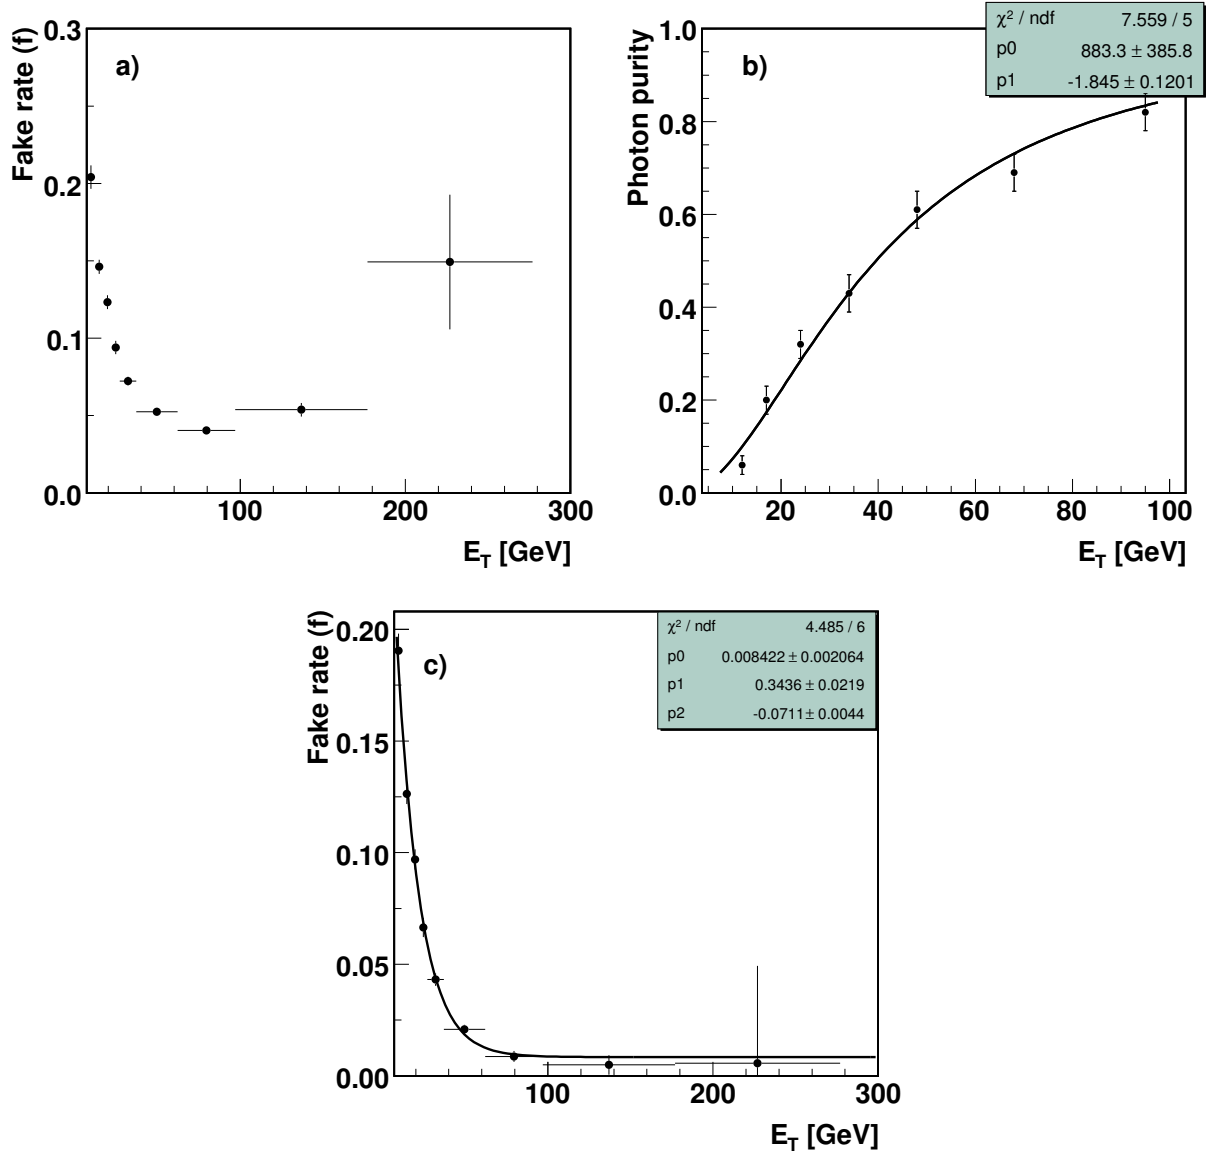 a)
Fake rate (f)
0.3
0.2
0.1
0.0
100
200
300
E_T [GeV]
b)
Photon purity
1.0
0.8
0.6
0.4
0.2
0.0
20
40
60
80
100
E_T [GeV]
χ² / ndf 7.559 / 5
p0 883.3 ± 385.8
p1 -1.845 ± 0.1201
c)
Fake rate (f)
0.20
0.15
0.10
0.05
0.00
100
200
300
E_T [GeV]
χ² / ndf 4.485 / 6
p0 0.008422 ± 0.002064
p1 0.3436 ± 0.0219
p2 -0.0711 ± 0.0044